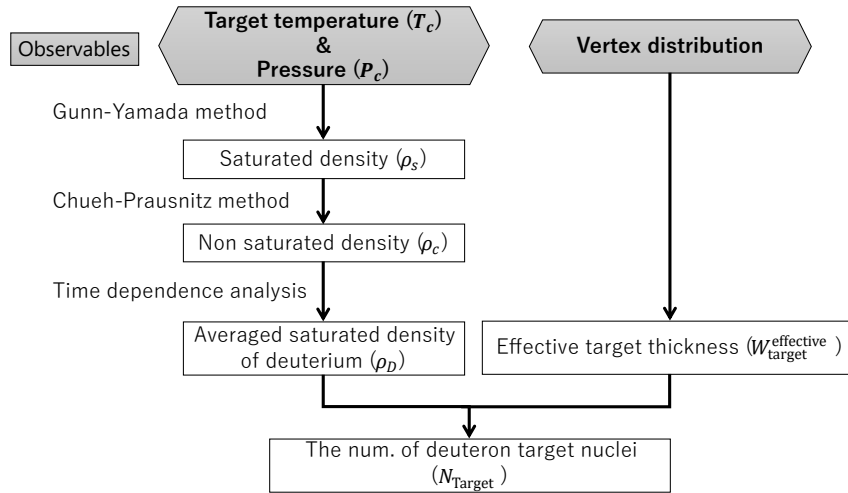 Observables
Target temperature (T_c)
&
Pressure (P_c)
Vertex distribution
Gunn-Yamada method
Saturated density (ρ_s)
Chueh-Prausnitz method
Non saturated density (ρ_c)
Time dependence analysis
Averaged saturated density
of deuterium (ρ_D)
Effective target thickness (W_target^effective )
The num. of deuteron target nuclei
(N_Target )